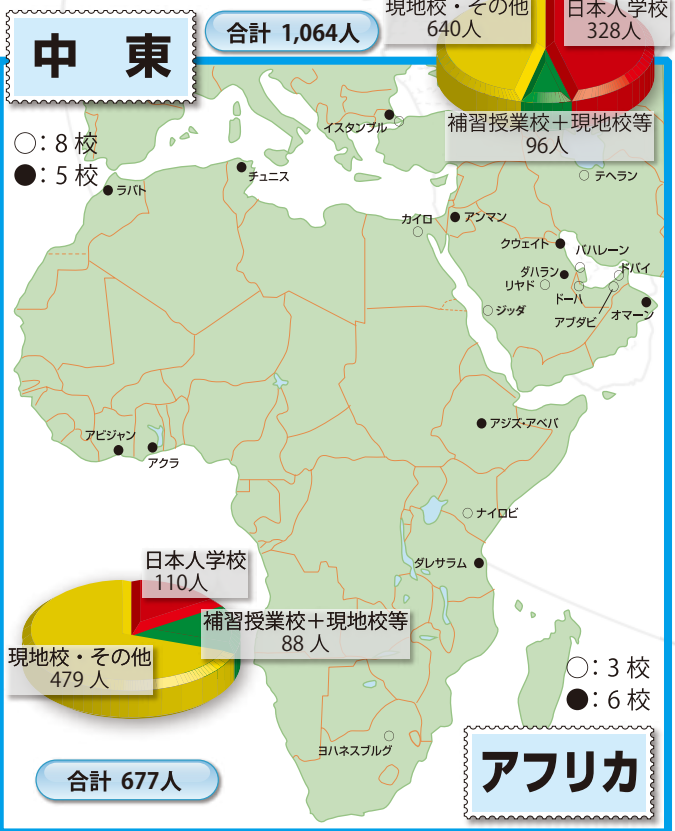 中 東
合計 1,064人
現地校・その他
640人
日本人学校
328人
補習授業校＋現地校等
96人
○：8 校
●：5 校
イスタンブル
チュニス
ラバト
テヘラン
カイロ
アンマン
クウェイト
バハレーン
ダハラン
ドバイ
リヤド
ドーハ
ジッダ
アブダビ
オマーン
アジズ・アベバ
アビジャン
アクラ
ナイロビ
ダレサラム
日本人学校
110人
補習授業校＋現地校等
88 人
現地校・その他
479 人
○：3 校
●：6 校
ヨハネスブルグ
アフリカ
合計 677人